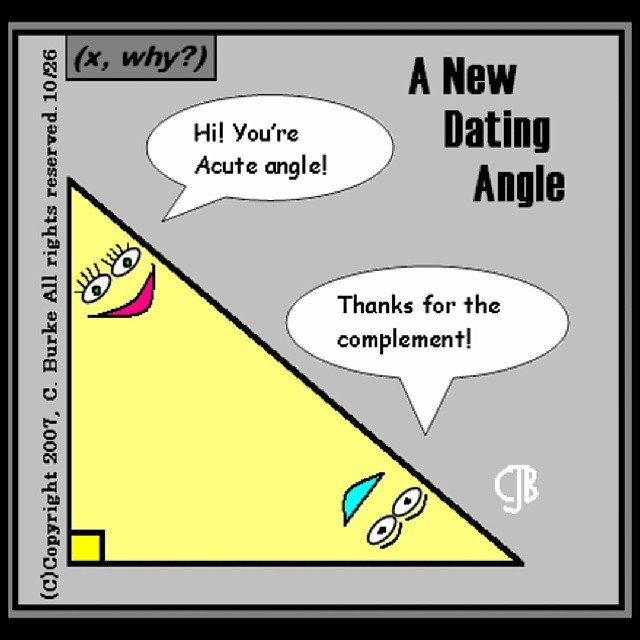 (x, why?)
A New
Dating
Angle
Hi! You're
Acute angle!
Thanks for the
complement!
CJB
(C)Copyright 2007, C. Burke All rights reserved. 10/26